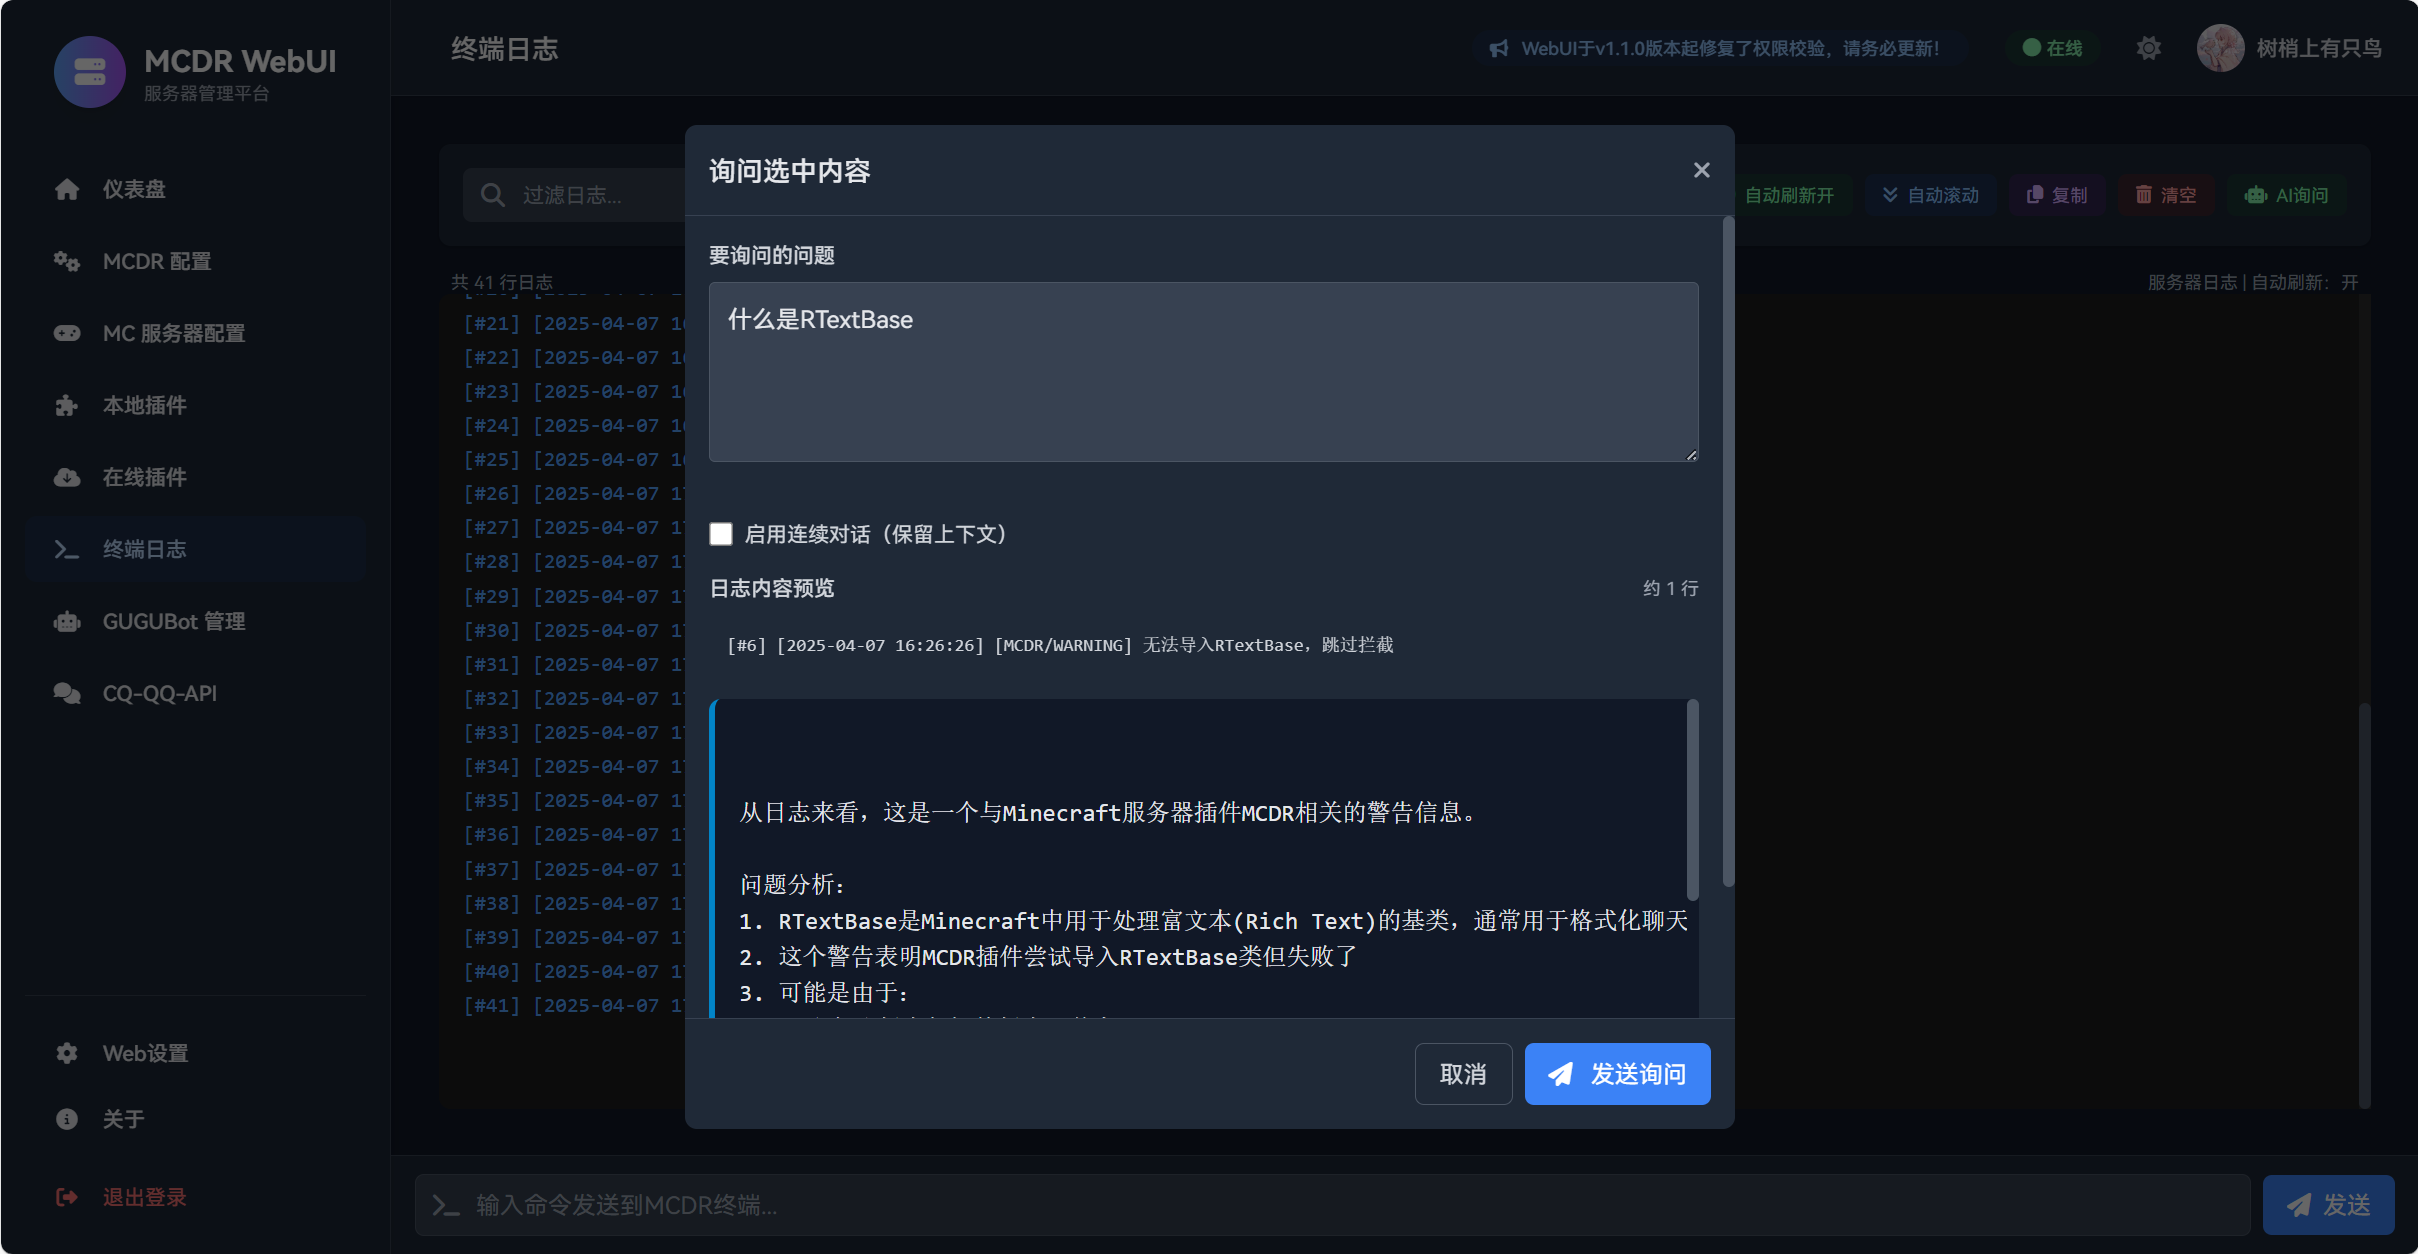 MCDR WebUI
服务器管理平台
仪表盘
MCDR 配置
MC 服务器配置
本地插件
在线插件
终端日志
GUGUBot 管理
CQ-QQ-API
Web设置
关于
退出登录
终端日志
WebUI于v1.1.0版本起修复了权限校验，请务必更新！
在线
树梢上有只鸟
过滤日志...
自动刷新开
自动滚动
复制
清空
AI询问
共 41 行日志
服务器日志 | 自动刷新：开
[#21] [2025-04-07 1
[#22] [2025-04-07 1
[#23] [2025-04-07 1
[#24] [2025-04-07 1
[#25] [2025-04-07 1
[#26] [2025-04-07 1
[#27] [2025-04-07 1
[#28] [2025-04-07 1
[#29] [2025-04-07 1
[#30] [2025-04-07 1
[#31] [2025-04-07 1
[#32] [2025-04-07 1
[#33] [2025-04-07 1
[#34] [2025-04-07 1
[#35] [2025-04-07 1
[#36] [2025-04-07 1
[#37] [2025-04-07 1
[#38] [2025-04-07 1
[#39] [2025-04-07 1
[#40] [2025-04-07 1
[#41] [2025-04-07 1
询问选中内容
要询问的问题
什么是RTextBase
启用连续对话（保留上下文）
日志内容预览
约 1 行
[#6] [2025-04-07 16:26:26] [MCDR/WARNING] 无法导入RTextBase，跳过拦截
从日志来看，这是一个与Minecraft服务器插件MCDR相关的警告信息。
问题分析：
1. RTextBase是Minecraft中用于处理富文本(Rich Text)的基类，通常用于格式化聊天
2. 这个警告表明MCDR插件尝试导入RTextBase类但失败了
3. 可能是由于：
取消
发送询问
输入命令发送到MCDR终端...
发送